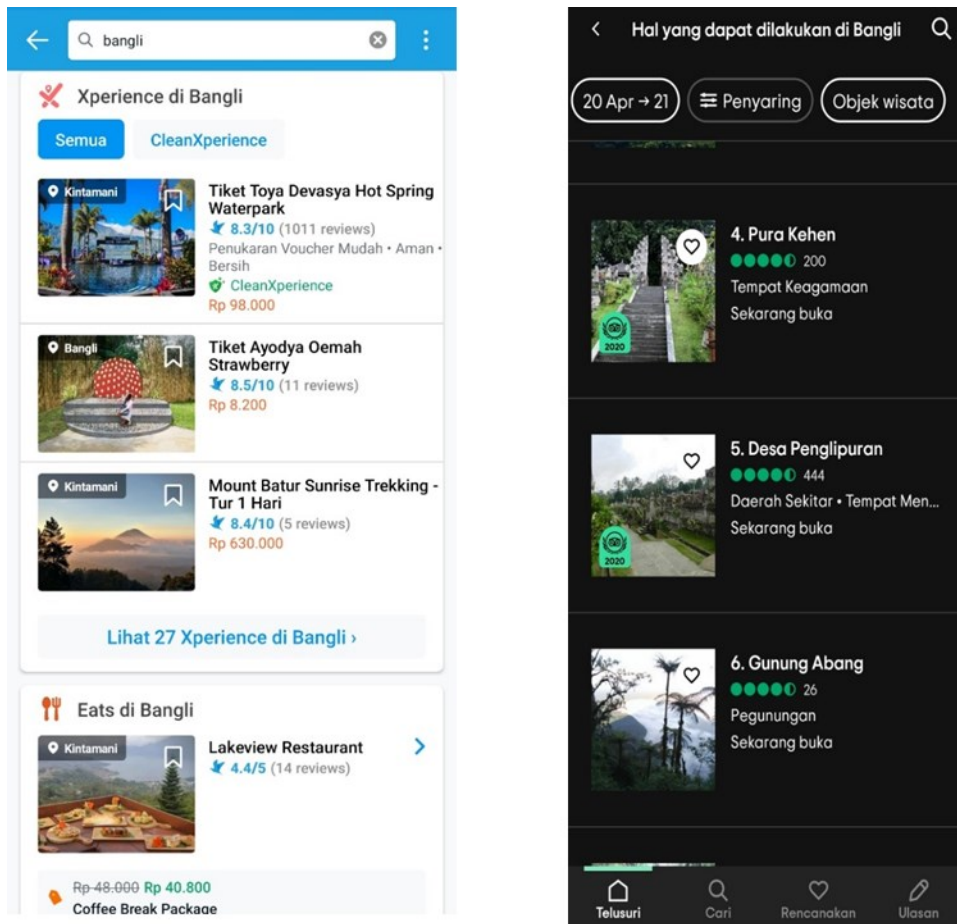 bangli
Xperience di Bangli
Semua
CleanXperience
Kintamani
Tiket Toya Devasya Hot Spring
Waterpark
8.3/10 (1011 reviews)
Penukaran Voucher Mudah • Aman •
Bersih
CleanXperience
Rp 98.000
Bangli
Tiket Ayodya Oemah
Strawberry
8.5/10 (11 reviews)
Rp 8.200
Kintamani
Mount Batur Sunrise Trekking -
Tur 1 Hari
8.4/10 (5 reviews)
Rp 630.000
Lihat 27 Xperience di Bangli ›
Eats di Bangli
Kintamani
Lakeview Restaurant
4.4/5 (14 reviews)
Rp 48.000 Rp 40.800
Coffee Break Package
Hal yang dapat dilakukan di Bangli
20 Apr → 21
Penyaring
Objek wisata
4. Pura Kehen
200
Tempat Keagamaan
Sekarang buka
2020
5. Desa Penglipuran
444
Daerah Sekitar • Tempat Men...
Sekarang buka
2020
6. Gunung Abang
26
Pegunungan
Sekarang buka
Telusuri
Cari
Rencanakan
Ulasan